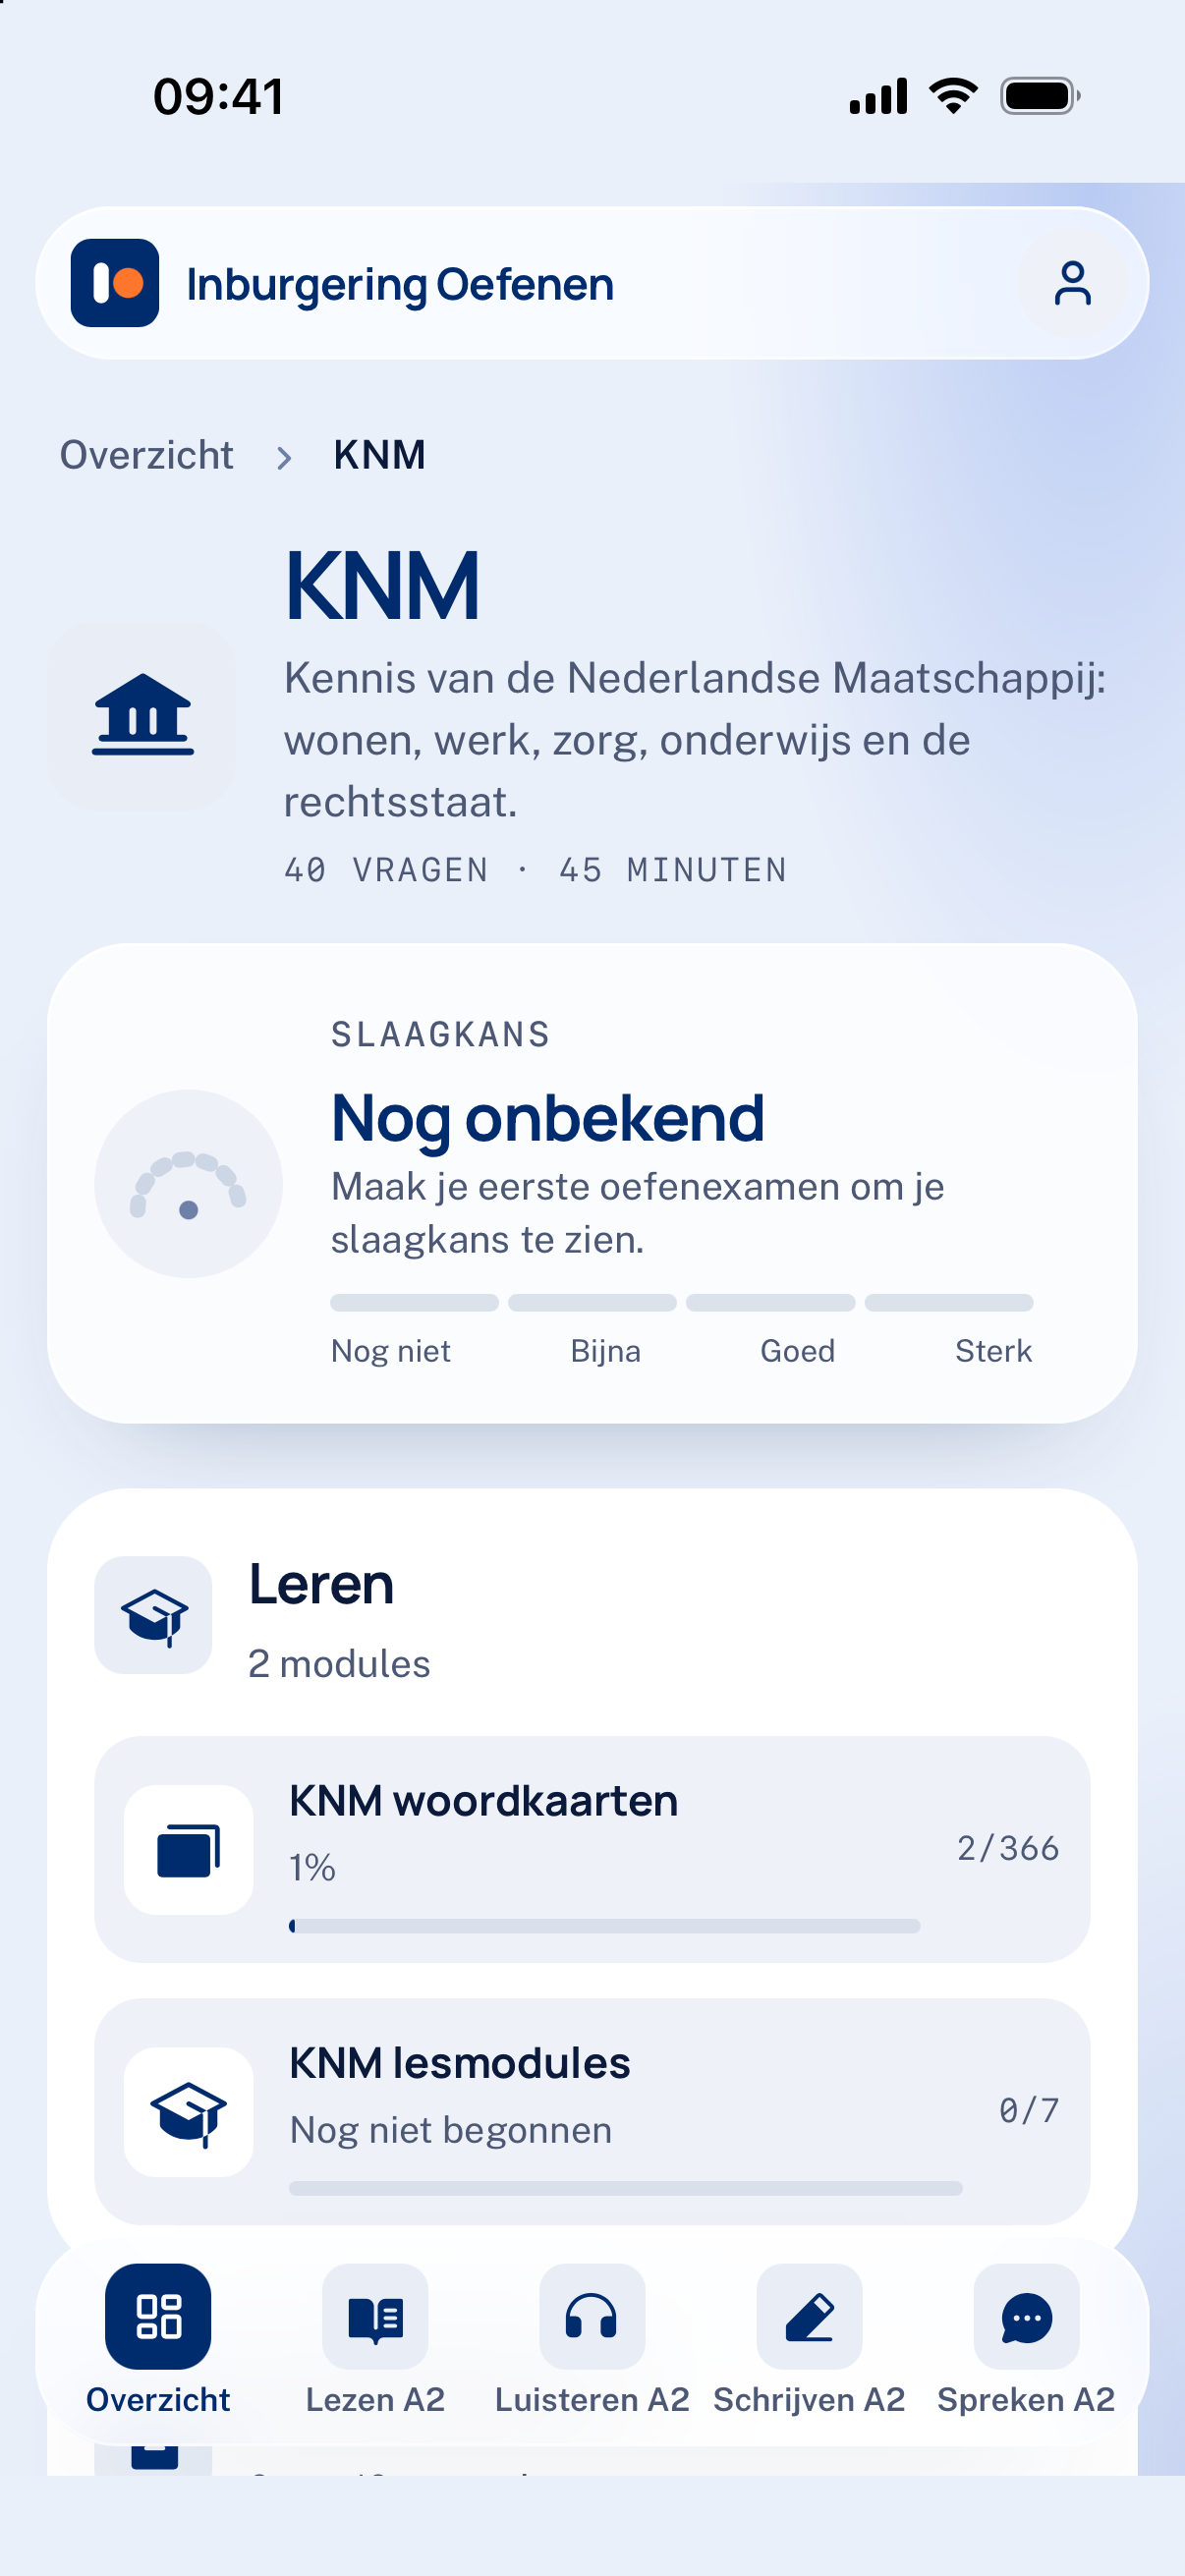 09:41
Inburgering Oefenen
Overzicht > KNM
KNM
Kennis van de Nederlandse Maatschappij:
wonen, werk, zorg, onderwijs en de
rechtsstaat.
40 VRAGEN · 45 MINUTEN
SLAAGKANS
Nog onbekend
Maak je eerste oefenexamen om je
slaagkans te zien.
Nog niet Bijna Goed Sterk
Leren
2 modules
KNM woordkaarten
1%
2/366
KNM lesmodules
Nog niet begonnen
0/7
Overzicht Lezen A2 Luisteren A2 Schrijven A2 Spreken A2